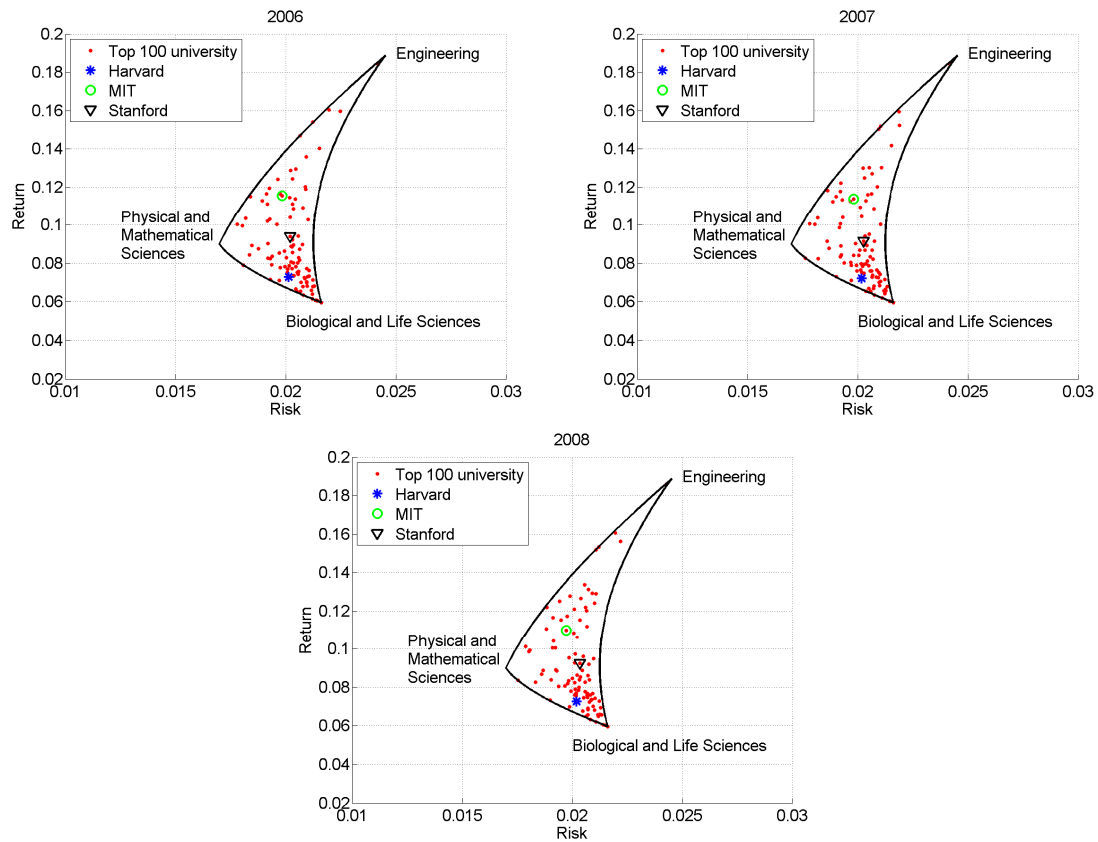 2006
0.2
0.18
0.16
0.14
0.12
0.1
0.08
0.06
0.04
0.02
Return
Top 100 university
Harvard
MIT
Stanford
Engineering
Physical and
Mathematical
Sciences
Biological and Life Sciences
0.01
0.015
0.02
0.025
0.03
Risk
2007
0.2
0.18
0.16
0.14
0.12
0.1
0.08
0.06
0.04
0.02
Return
Top 100 university
Harvard
MIT
Stanford
Engineering
Physical and
Mathematical
Sciences
Biological and Life Sciences
0.01
0.015
0.02
0.025
0.03
Risk
2008
0.2
0.18
0.16
0.14
0.12
0.1
0.08
0.06
0.04
0.02
Return
Top 100 university
Harvard
MIT
Stanford
Engineering
Physical and
Mathematical
Sciences
Biological and Life Sciences
0.01
0.015
0.02
0.025
0.03
Risk